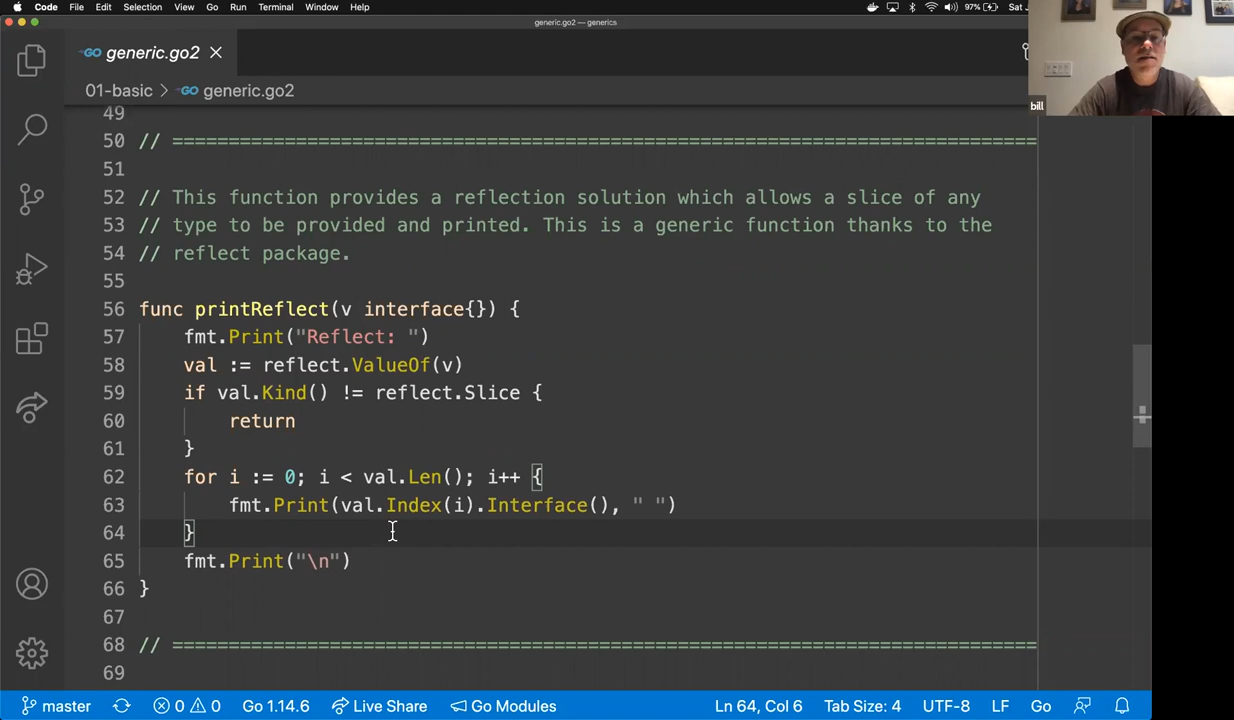 Code File Edit Selection View Go Run Terminal Window Help 97% Sat J
generic.go2 — generics
GO generic.go2
01-basic > GO generic.go2
bill
49
50 // =============================================================================
51
52 // This function provides a reflection solution which allows a slice of any
53 // type to be provided and printed. This is a generic function thanks to the
54 // reflect package.
55
56 func printReflect(v interface{}) {
57 fmt.Print("Reflect: ")
58 val := reflect.ValueOf(v)
59 if val.Kind() != reflect.Slice {
60 return
61 }
62 for i := 0; i < val.Len(); i++ {
63 fmt.Print(val.Index(i).Interface(), " ")
64 }
65 fmt.Print("\n")
66 }
67
68 // =============================================================================
69
master 0 0 Go 1.14.6 Live Share Go Modules Ln 64, Col 6 Tab Size: 4 UTF-8 LF Go